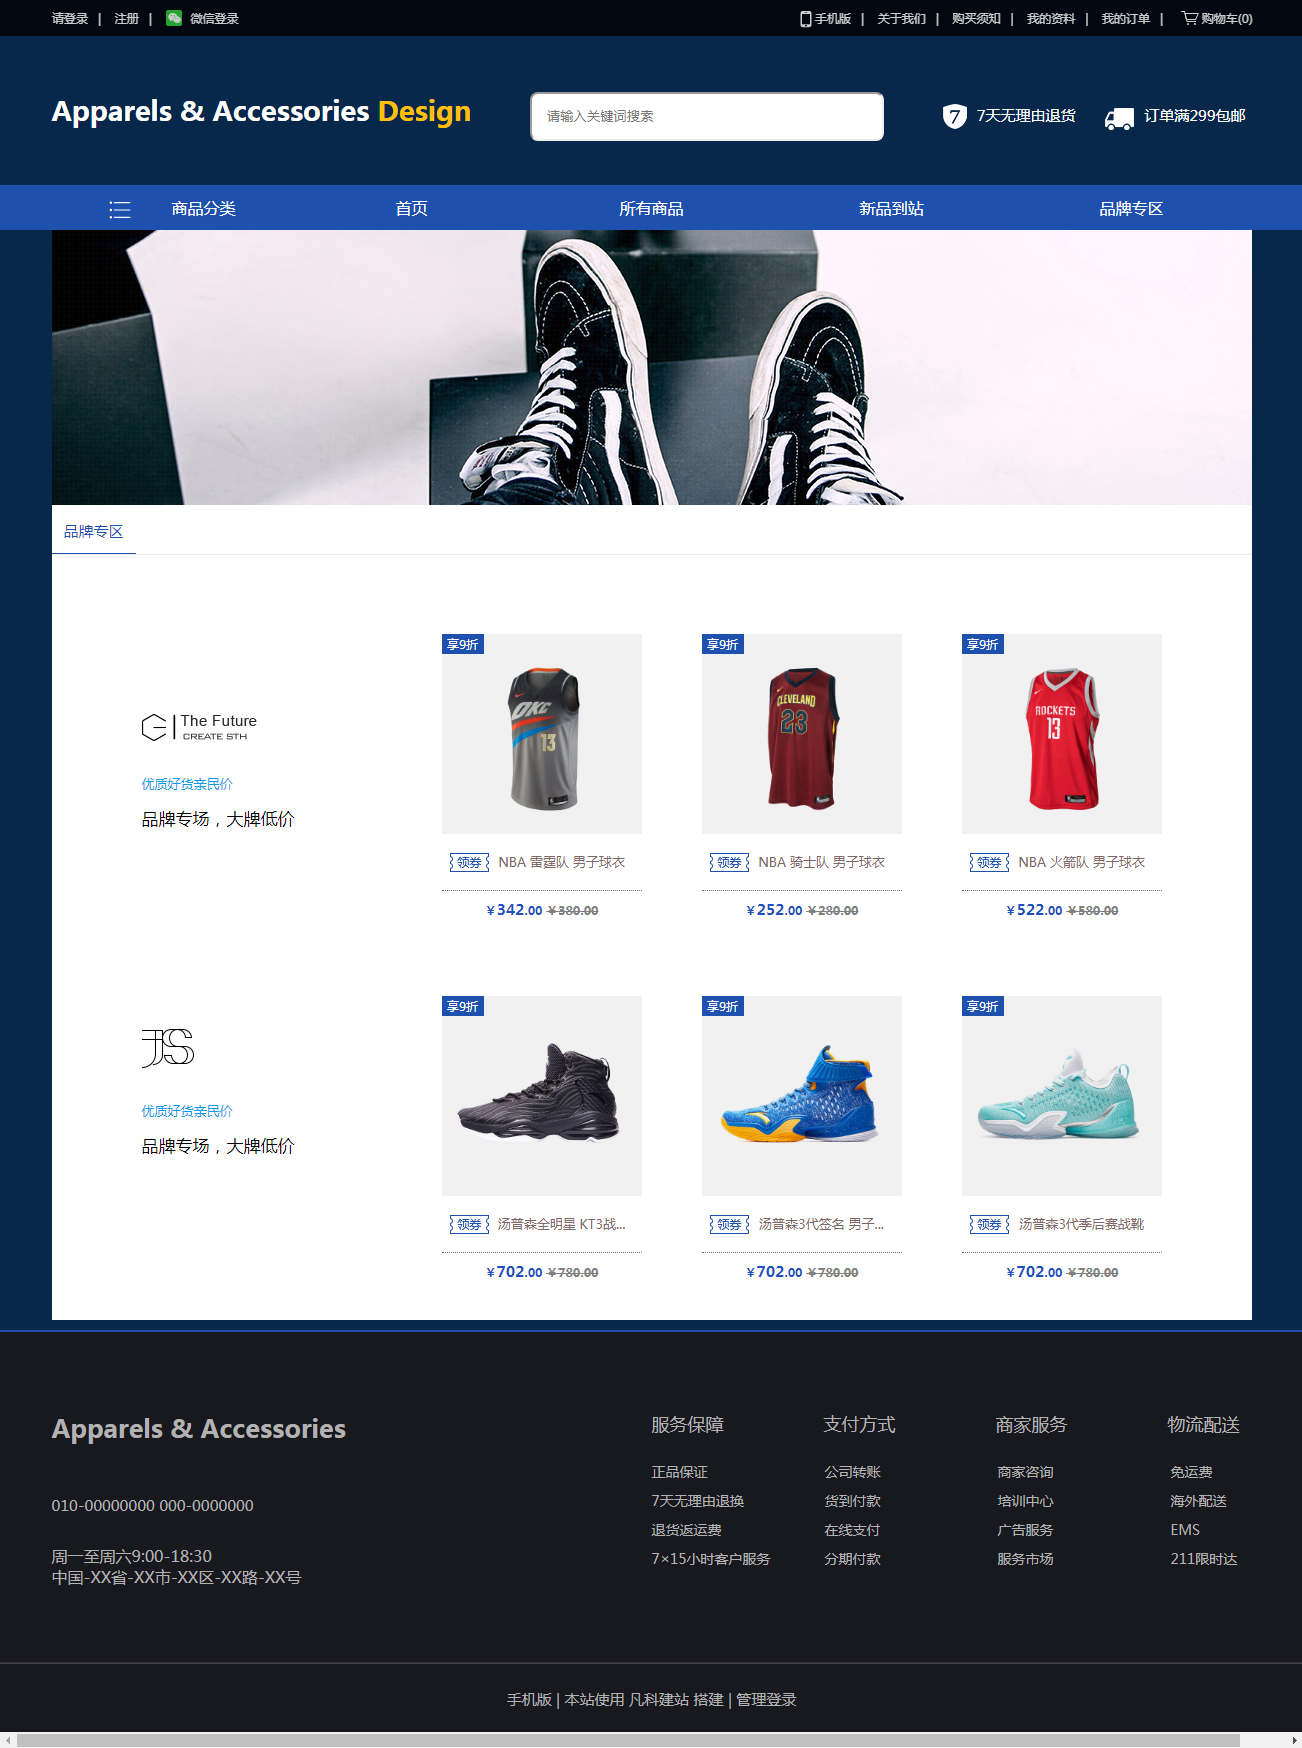 请登录 | 注册 | 微信登录 手机版 | 关于我们 | 购买须知 | 我的资料 | 我的订单 | 购物车(0)
Apparels & Accessories Design 请输入关键词搜索 7 7天无理由退货 订单满299包邮
商品分类 首页 所有商品 新品到站 品牌专区
品牌专区
享9折 享9折 享9折
OKC 13
CLEVELAND 23
ROCKETS 13
The Future
CREATE STH
优质好货亲民价
品牌专场，大牌低价
领券 NBA 雷霆队 男子球衣 领券 NBA 骑士队 男子球衣 领券 NBA 火箭队 男子球衣
￥342.00 ￥380.00 ￥252.00 ￥280.00 ￥522.00 ￥580.00
享9折 享9折 享9折
JS
优质好货亲民价
品牌专场，大牌低价
领券 汤普森全明星 KT3战... 领券 汤普森3代签名 男子... 领券 汤普森3代季后赛战靴
￥702.00 ￥780.00 ￥702.00 ￥780.00 ￥702.00 ￥780.00
Apparels & Accessories
010-00000000 000-0000000
周一至周六9:00-18:30
中国-XX省-XX市-XX区-XX路-XX号
服务保障 支付方式 商家服务 物流配送
正品保证 公司转账 商家咨询 免运费
7天无理由退换 货到付款 培训中心 海外配送
退货返运费 在线支付 广告服务 EMS
7×15小时客户服务 分期付款 服务市场 211限时达
手机版 | 本站使用 凡科建站 搭建 | 管理登录